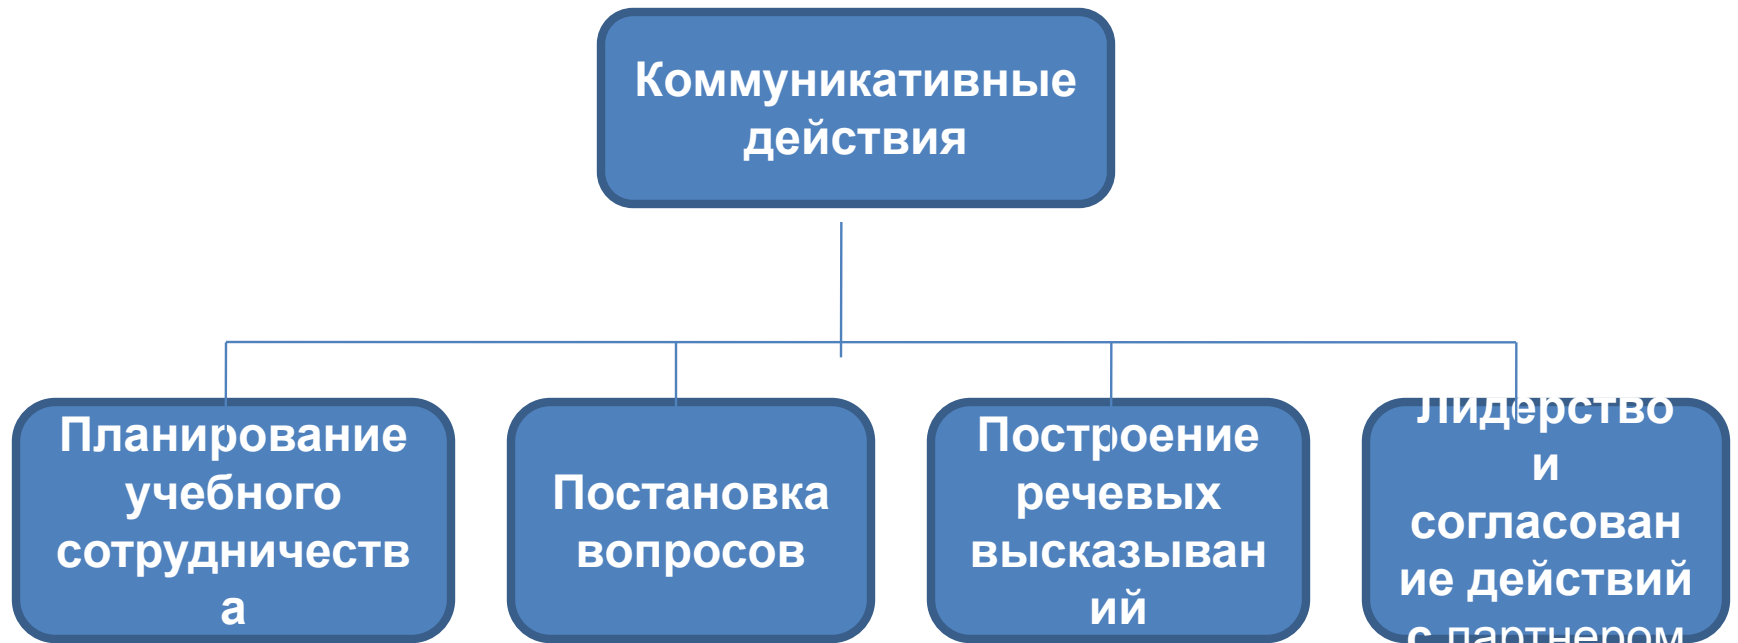 Коммуникативные
действия
Планирование
учебного
сотрудничеств
а
Постановка
вопросов
Построение
речевых
высказыван
ий
Лидерство
и
согласован
ие действий
с партнером